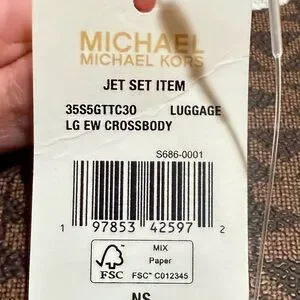 MICHAEL
MICHAEL KORS
JET SET ITEM
35S5GTTC30 LUGGAGE
LG EW CROSSBODY
S686-0001
1 97853 42597 2
FSC
MIX
Paper
FSC™ C012345
NS